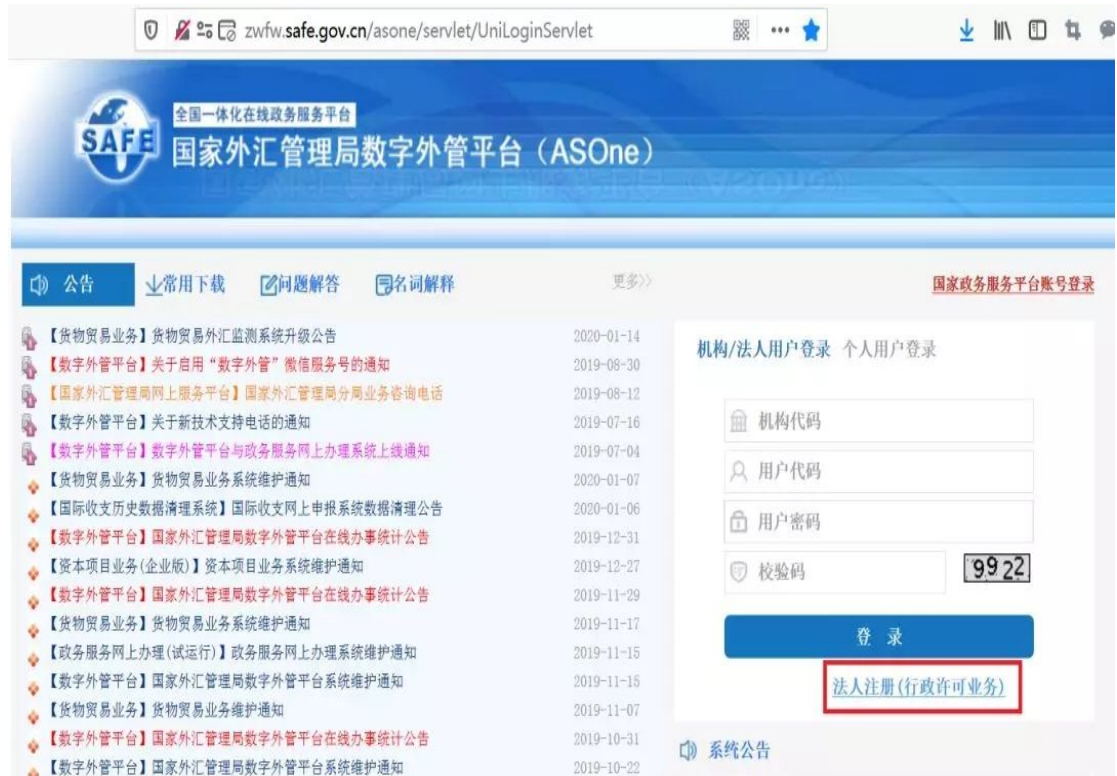 zwfw.safe.gov.cn/asone/servlet/UniLoginServlet
SAFE
全国一体化在线政务服务平台
国家外汇管理局数字外管平台（ASOne）
公告 常用下载 问题解答 名词解释 更多>>
国家政务服务平台账号登录
【货物贸易业务】货物贸易外汇监测系统升级公告 2020-01-14
【数字外管平台】关于启用“数字外管”微信服务号的通知 2019-08-30
【国家外汇管理局网上服务平台】国家外汇管理局分局业务咨询电话 2019-08-12
【数字外管平台】关于新技术支持电话的通知 2019-07-16
【数字外管平台】数字外管平台与政务服务网上办理系统上线通知 2019-07-04
【货物贸易业务】货物贸易业务系统维护通知 2020-01-07
【国际收支历史数据清理系统】国际收支网上申报系统数据清理公告 2020-01-06
【数字外管平台】国家外汇管理局数字外管平台在线办事统计公告 2019-12-31
【资本项目业务(企业版)】资本项目业务系统维护通知 2019-12-27
【数字外管平台】国家外汇管理局数字外管平台在线办事统计公告 2019-11-29
【货物贸易业务】货物贸易业务系统维护通知 2019-11-17
【政务服务网上办理(试运行)】政务服务网上办理系统维护通知 2019-11-15
【数字外管平台】国家外汇管理局数字外管平台系统维护通知 2019-11-15
【货物贸易业务】货物贸易业务维护通知 2019-11-07
【数字外管平台】国家外汇管理局数字外管平台在线办事统计公告 2019-10-31
【数字外管平台】国家外汇管理局数字外管平台系统维护通知 2019-10-22
机构/法人用户登录 个人用户登录
机构代码
用户代码
用户密码
校验码 9922
登 录
法人注册(行政许可业务)
系统公告